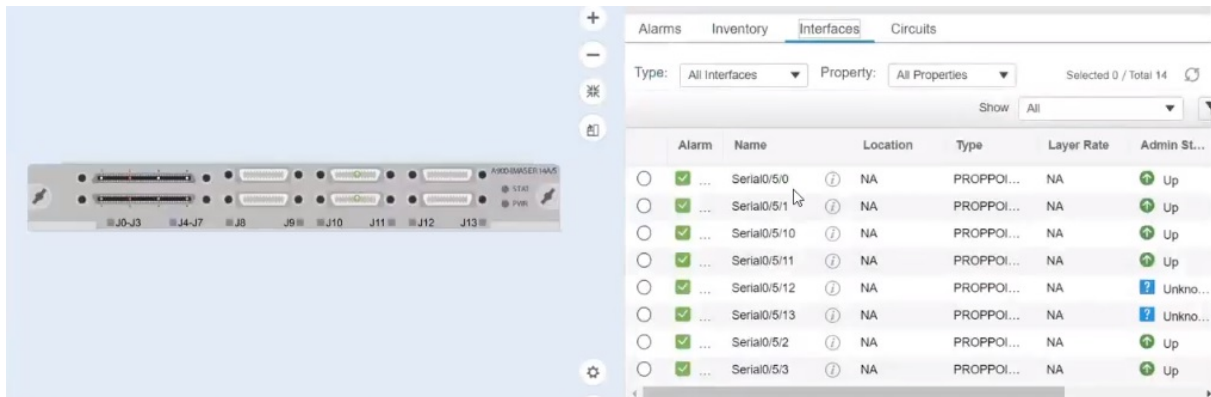 A900-IMASER14A/S
STAT
PWR
J0-J3 J4-J7 J8 J9 J10 J11 J12 J13
Alarms Inventory Interfaces Circuits
Type: All Interfaces Property: All Properties Selected 0 / Total 14
Show All
Alarm Name Location Type Layer Rate Admin St...
... Serial0/5/0 NA PROPPOI... NA Up
... Serial0/5/1 NA PROPPOI... NA Up
... Serial0/5/10 NA PROPPOI... NA Up
... Serial0/5/11 NA PROPPOI... NA Up
... Serial0/5/12 NA PROPPOI... NA ? Unkno...
... Serial0/5/13 NA PROPPOI... NA ? Unkno...
... Serial0/5/2 NA PROPPOI... NA Up
... Serial0/5/3 NA PROPPOI... NA Up